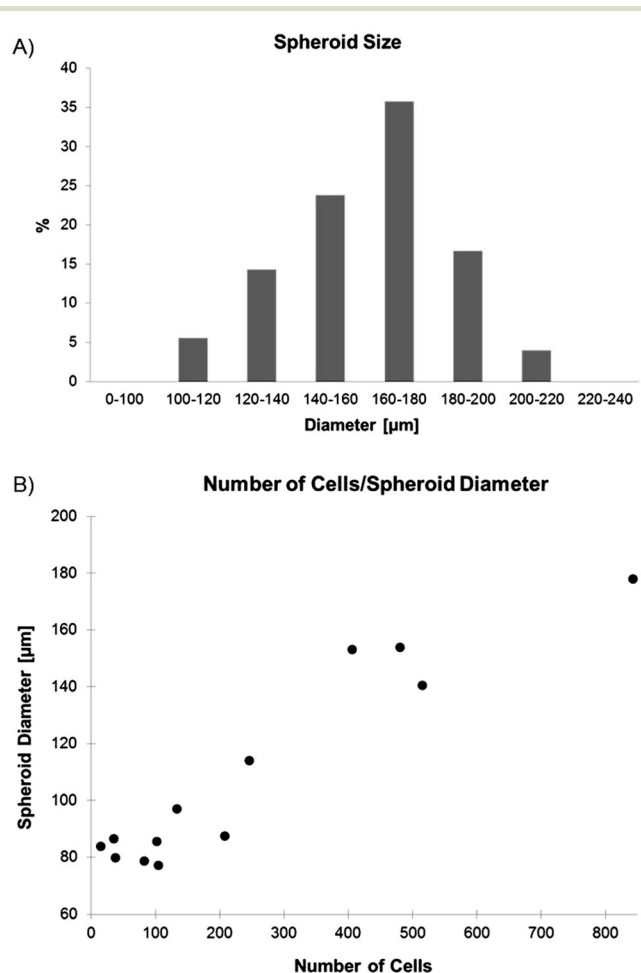 A)
Spheroid Size
40
35
30
25
20
15
10
5
0
%
0-100 100-120 120-140 140-160 160-180 180-200 200-220 220-240
Diameter [µm]
B)
Number of Cells/Spheroid Diameter
200
180
160
140
120
100
80
60
Spheroid Diameter [µm]
0 100 200 300 400 500 600 700 800
Number of Cells